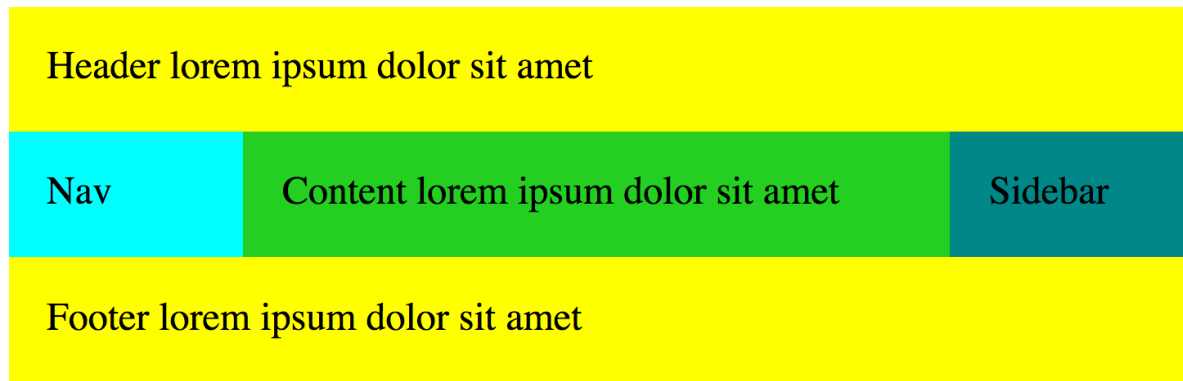 Header lorem ipsum dolor sit amet
Nav
Content lorem ipsum dolor sit amet
Sidebar
Footer lorem ipsum dolor sit amet